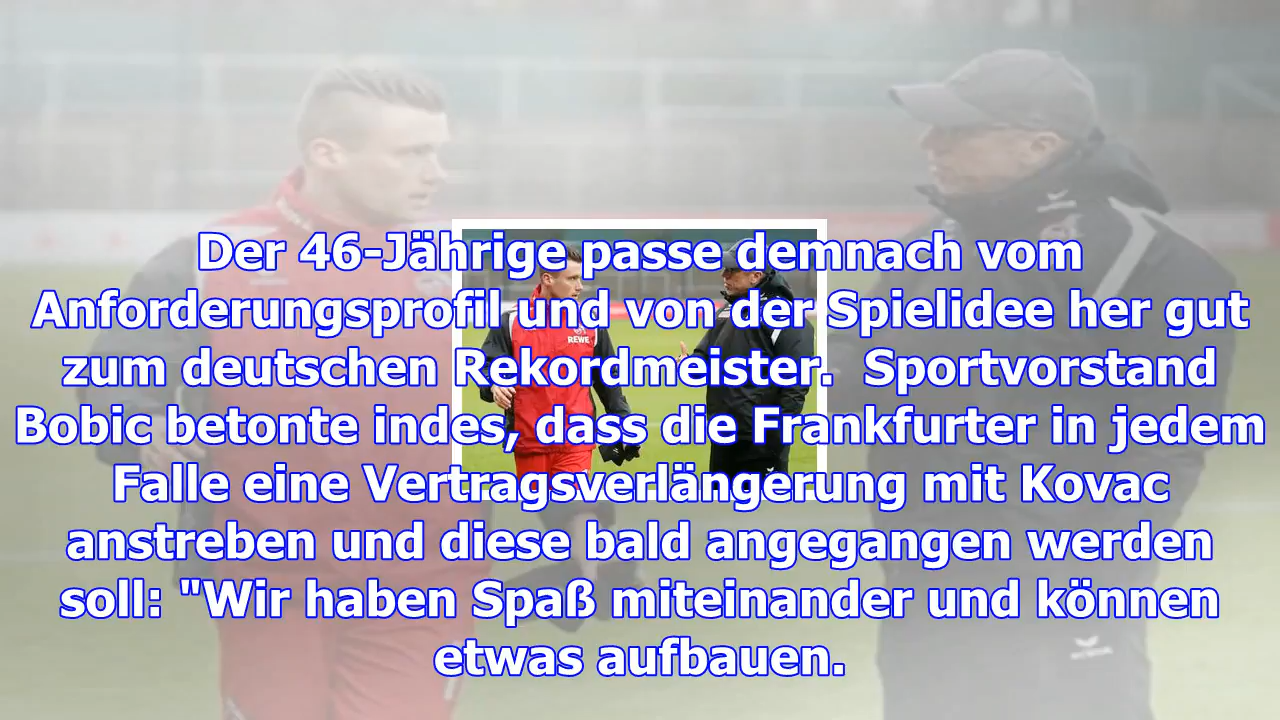 Der 46-Jährige passe demnach vom
Anforderungsprofil und von der Spielidee her gut
zum deutschen Rekordmeister.  Sportvorstand
Bobic betonte indes, dass die Frankfurter in jedem
Falle eine Vertragsverlängerung mit Kovac
anstreben und diese bald angegangen werden
soll: "Wir haben Spaß miteinander und können
etwas aufbauen.
REWE